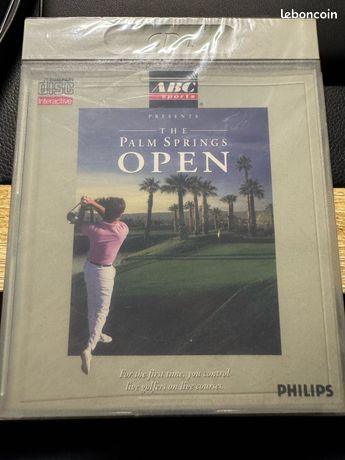 leboncoin
COMPACT
disc
Interactive
ABC
sports
PRESENTS
THE
PALM SPRINGS
OPEN
For the first time, you control
live golfers on live courses.
PHILIPS